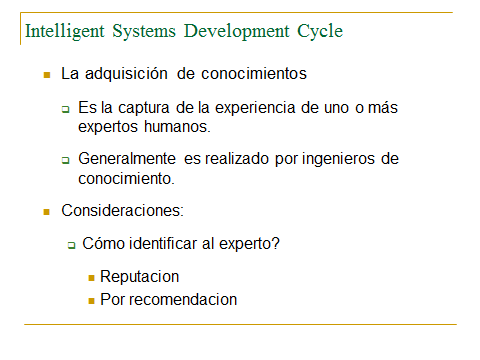 Intelligent Systems Development Cycle
La adquisición de conocimientos
Es la captura de la experiencia de uno o más
expertos humanos.
Generalmente es realizado por ingenieros de
conocimiento.
Consideraciones:
Cómo identificar al experto?
Reputacion
Por recomendacion